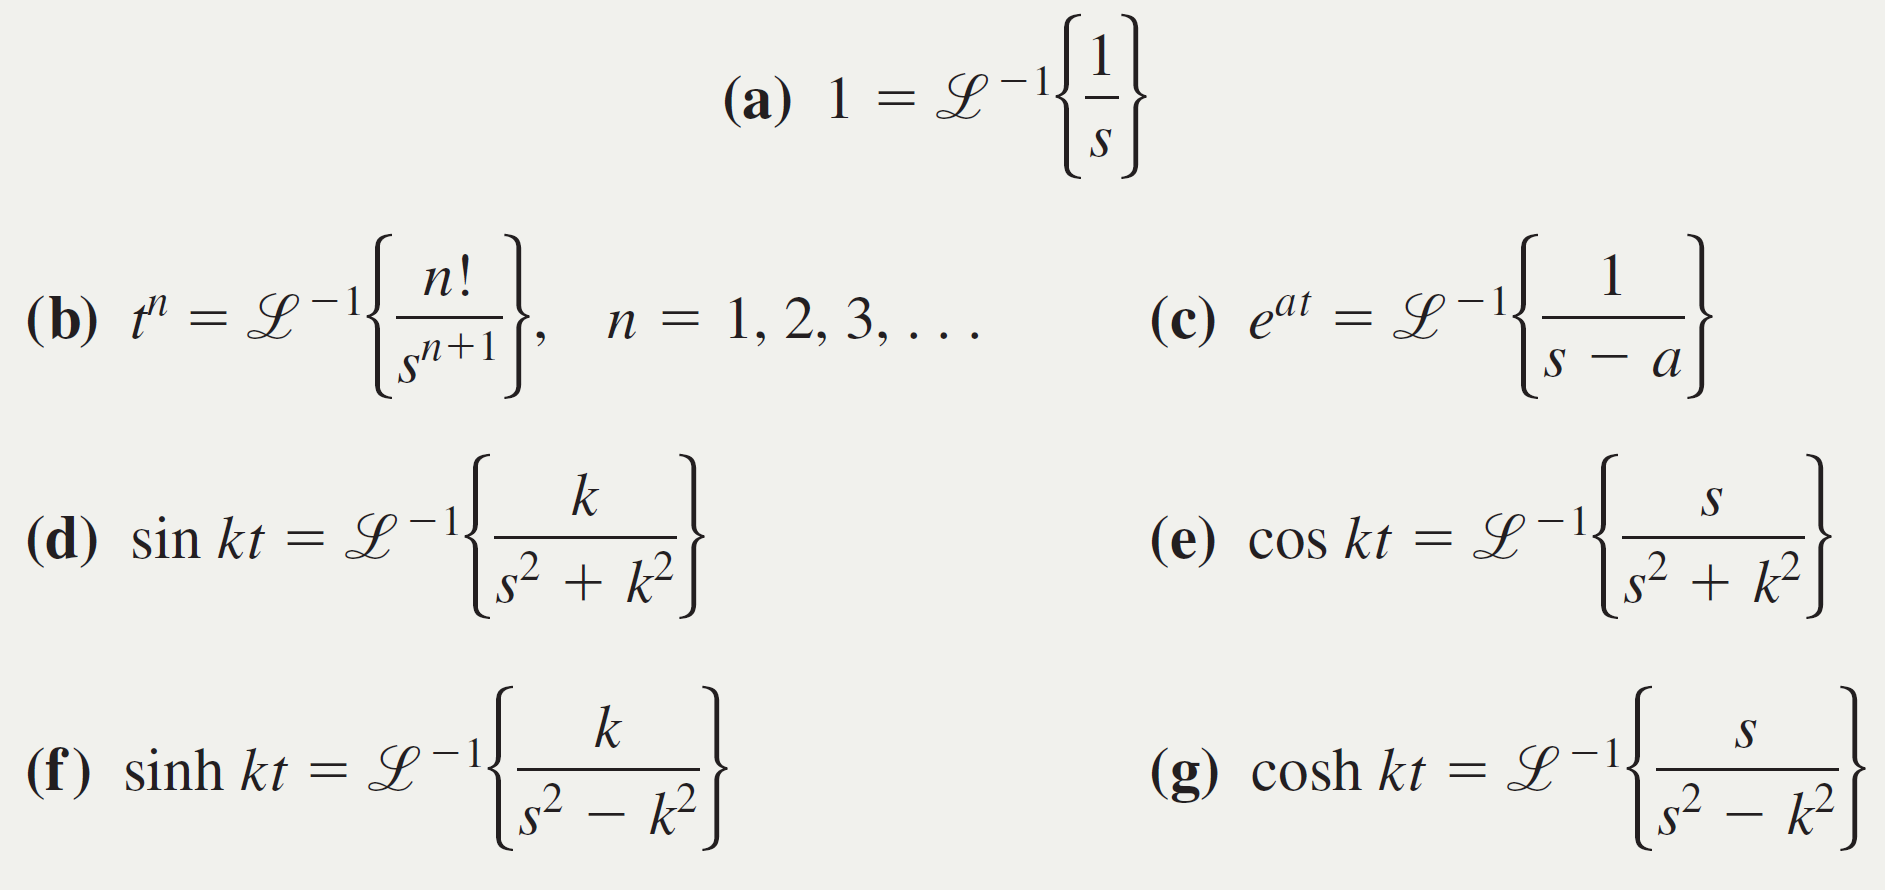 (a) 1 = ℒ⁻¹{1/s}
(b) tⁿ = ℒ⁻¹{n!/sⁿ⁺¹}, n = 1, 2, 3, . . . (c) eᵃᵗ = ℒ⁻¹{1/(s − a)}
(d) sin kt = ℒ⁻¹{k/(s² + k²)} (e) cos kt = ℒ⁻¹{s/(s² + k²)}
(f) sinh kt = ℒ⁻¹{k/(s² − k²)} (g) cosh kt = ℒ⁻¹{s/(s² − k²)}